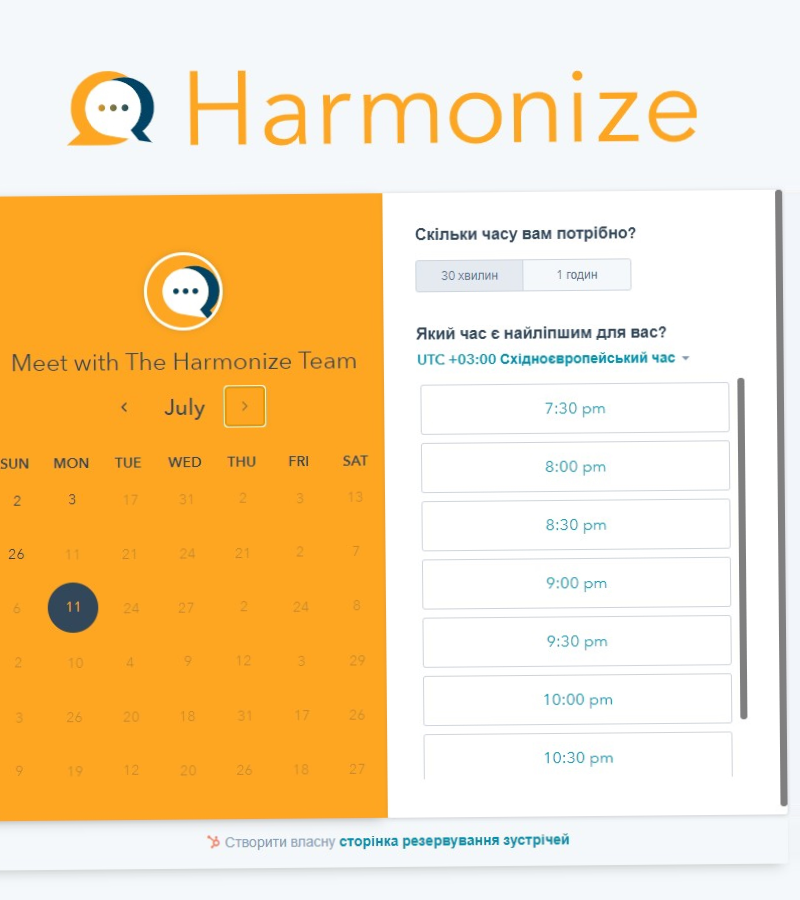 Harmonize
Meet with The Harmonize Team
July
SUN MON TUE WED THU FRI SAT
2 3 17 31 2 3 13
26 11 21 24 21 2 7
6 11 24 27 2 24 8
2 10 4 9 12 3 29
3 26 20 18 31 17 26
9 19 12 20 26 18 27
Скільки часу вам потрібно?
30 хвилин 1 годин
Який час є найліпшим для вас?
UTC +03:00 Східноєвропейський час
7:30 pm
8:00 pm
8:30 pm
9:00 pm
9:30 pm
10:00 pm
10:30 pm
Створити власну сторінка резервування зустрічей